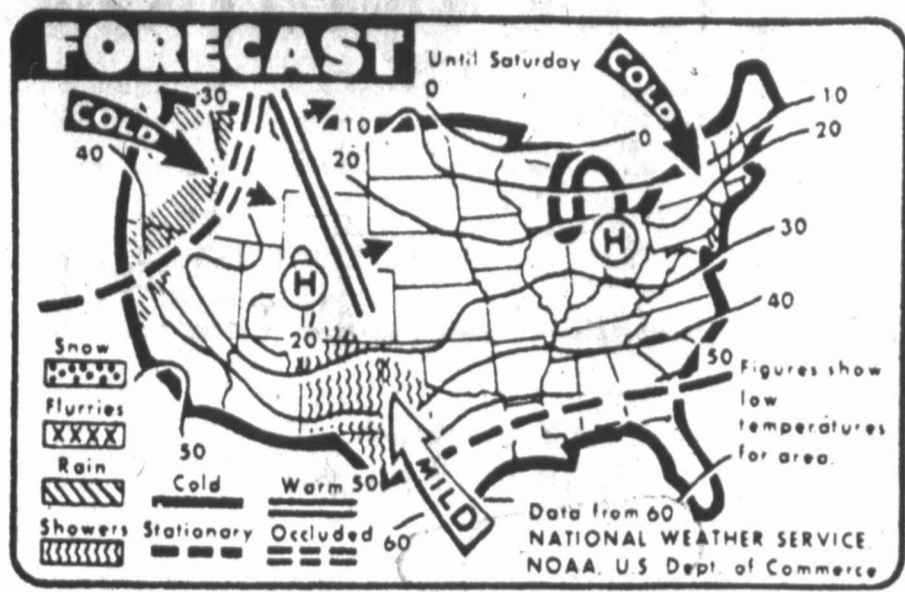 FORECAST
Until Saturday
COLD
COLD
30
40
0
10
20
0
10
20
30
40
50
H
H
20
Snow
Flurries
Rain
Showers
50
Cold
Warm
50
Stationary
Occluded
60
MILD
Figures show
low
temperatures
for area.
Data from 60
NATIONAL WEATHER SERVICE,
NOAA, U.S. Dept. of Commerce